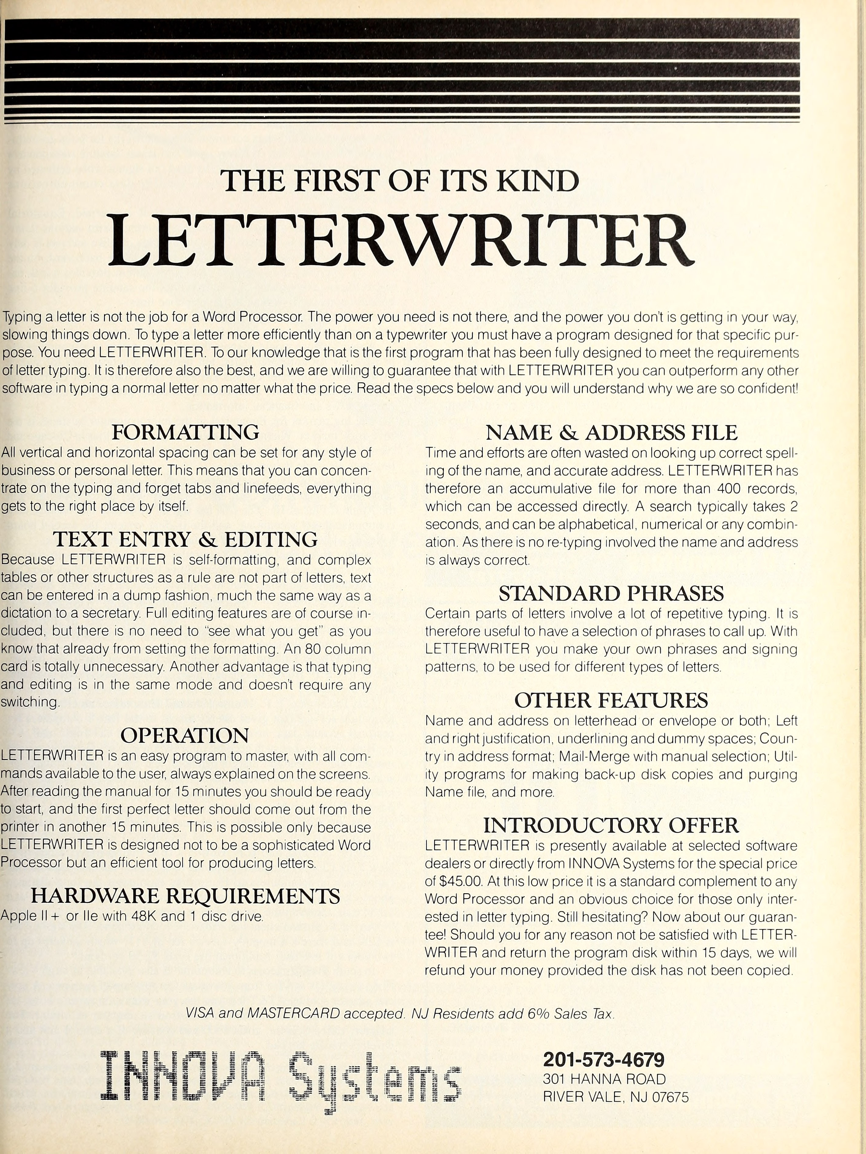 THE FIRST OF ITS KIND
LETTERWRITER
Typing a letter is not the job for a Word Processor. The power you need is not there, and the power you don't is getting in your way,
slowing things down. To type a letter more efficiently than on a typewriter you must have a program designed for that specific pur-
pose. You need LETTERWRITER. To our knowledge that is the first program that has been fully designed to meet the requirements
of letter typing. It is therefore also the best, and we are willing to guarantee that with LETTERWRITER you can outperform any other
software in typing a normal letter no matter what the price. Read the specs below and you will understand why we are so confident!
FORMATTING
All vertical and horizontal spacing can be set for any style of
business or personal letter. This means that you can concen-
trate on the typing and forget tabs and linefeeds, everything
gets to the right place by itself.
TEXT ENTRY & EDITING
Because LETTERWRITER is self-formatting, and complex
tables or other structures as a rule are not part of letters, text
can be entered in a dump fashion, much the same way as a
dictation to a secretary. Full editing features are of course in-
cluded, but there is no need to "see what you get" as you
know that already from setting the formatting. An 80 column
card is totally unnecessary. Another advantage is that typing
and editing is in the same mode and doesn't require any
switching.
OPERATION
LETTERWRITER is an easy program to master, with all com-
mands available to the user, always explained on the screens.
After reading the manual for 15 minutes you should be ready
to start, and the first perfect letter should come out from the
printer in another 15 minutes. This is possible only because
LETTERWRITER is designed not to be a sophisticated Word
Processor but an efficient tool for producing letters.
HARDWARE REQUIREMENTS
Apple II + or IIe with 48K and 1 disc drive.
NAME & ADDRESS FILE
Time and efforts are often wasted on looking up correct spell-
ing of the name, and accurate address. LETTERWRITER has
therefore an accumulative file for more than 400 records,
which can be accessed directly. A search typically takes 2
seconds, and can be alphabetical, numerical or any combin-
ation. As there is no re-typing involved the name and address
is always correct.
STANDARD PHRASES
Certain parts of letters involve a lot of repetitive typing. It is
therefore useful to have a selection of phrases to call up. With
LETTERWRITER you make your own phrases and signing
patterns, to be used for different types of letters.
OTHER FEATURES
Name and address on letterhead or envelope or both; Left
and right justification, underlining and dummy spaces; Coun-
try in address format; Mail-Merge with manual selection; Util-
ity programs for making back-up disk copies and purging
Name file, and more.
INTRODUCTORY OFFER
LETTERWRITER is presently available at selected software
dealers or directly from INNOVA Systems for the special price
of $45.00. At this low price it is a standard complement to any
Word Processor and an obvious choice for those only inter-
ested in letter typing. Still hesitating? Now about our guaran-
tee! Should you for any reason not be satisfied with LETTER-
WRITER and return the program disk within 15 days, we will
refund your money provided the disk has not been copied.
VISA and MASTERCARD accepted. NJ Residents add 6% Sales Tax.
INNOVA Systems
201-573-4679
301 HANNA ROAD
RIVER VALE, NJ 07675